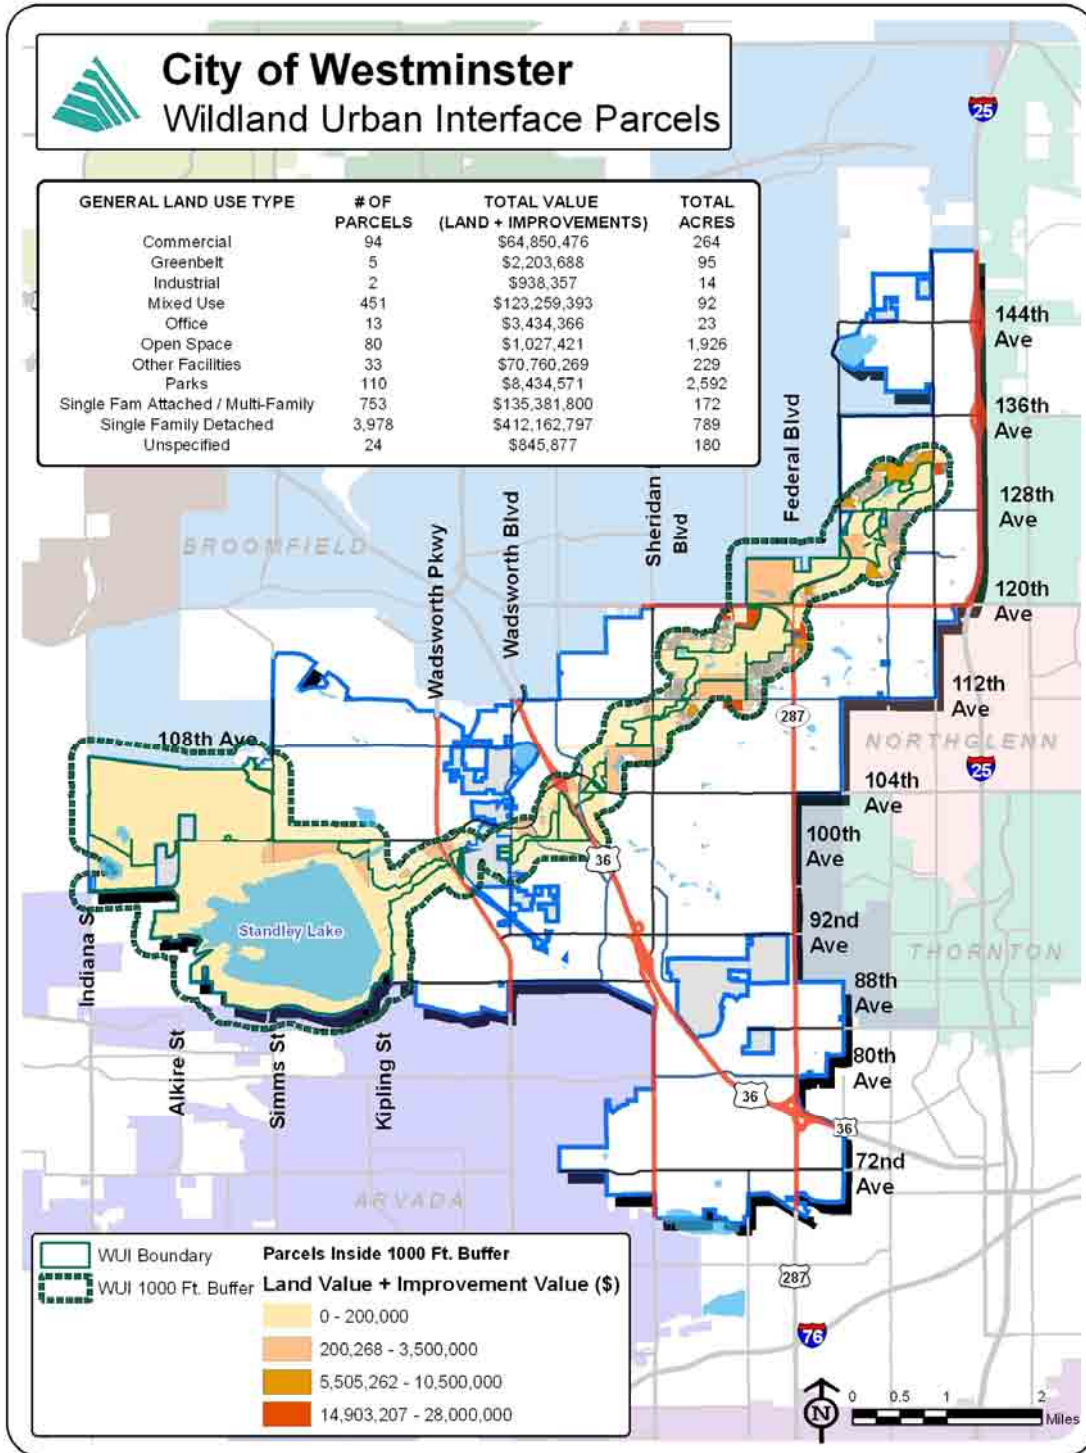 City of Westminster
Wildland Urban Interface Parcels
25
GENERAL LAND USE TYPE # OF PARCELS TOTAL VALUE (LAND + IMPROVEMENTS) TOTAL ACRES
Commercial 94 $64,850,476 264
Greenbelt 5 $2,203,688 95
Industrial 2 $938,357 14
Mixed Use 451 $123,259,393 92
Office 13 $3,434,366 23
Open Space 80 $1,027,421 1,926
Other Facilities 33 $70,760,269 229
Parks 110 $8,434,571 2,592
Single Fam Attached / Multi-Family 753 $135,381,800 172
Single Family Detached 3,978 $412,162,797 789
Unspecified 24 $845,877 180
144th Ave
136th Ave
128th Ave
120th Ave
112th Ave
104th Ave
100th Ave
92nd Ave
88th Ave
80th Ave
72nd Ave
Federal Blvd
Sheridan Blvd
Wadsworth Blvd
Wadsworth Pkwy
BROOMFIELD
108th Ave
287
NORTHGLENN
25
36
THORNTON
Standley Lake
Indiana S
Alkire St
Simms St
Kipling St
36
36
ARVADA
287
76
WUI Boundary
WUI 1000 Ft. Buffer
Parcels Inside 1000 Ft. Buffer
Land Value + Improvement Value ($)
0 - 200,000
200,268 - 3,500,000
5,505,262 - 10,500,000
14,903,207 - 28,000,000
N
0 0.5 1 2
Miles